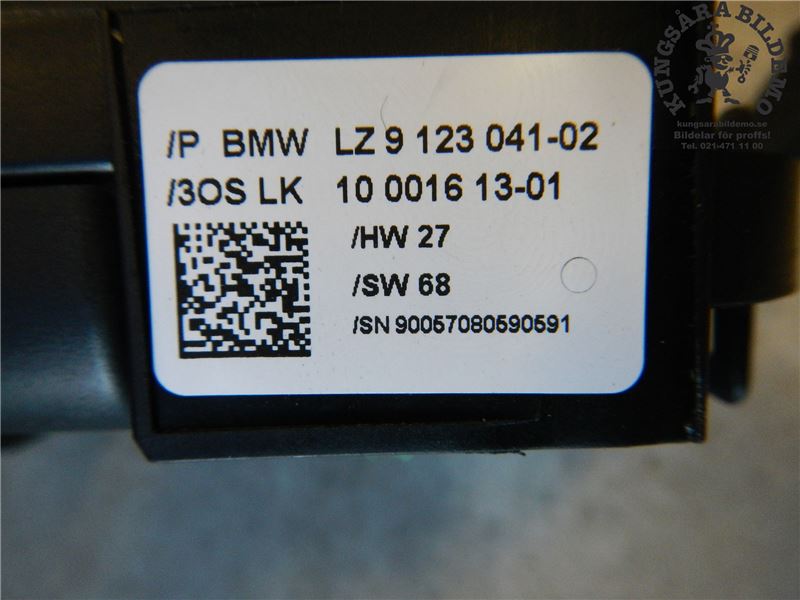 KUNGSÅRA BILDEMO
kungsarabildemo.se
Bildelar för proffs!
Tel. 021-471 11 00
/P BMW LZ 9 123 041-02
/3OS LK 10 0016 13-01
/HW 27
/SW 68
/SN 90057080590591